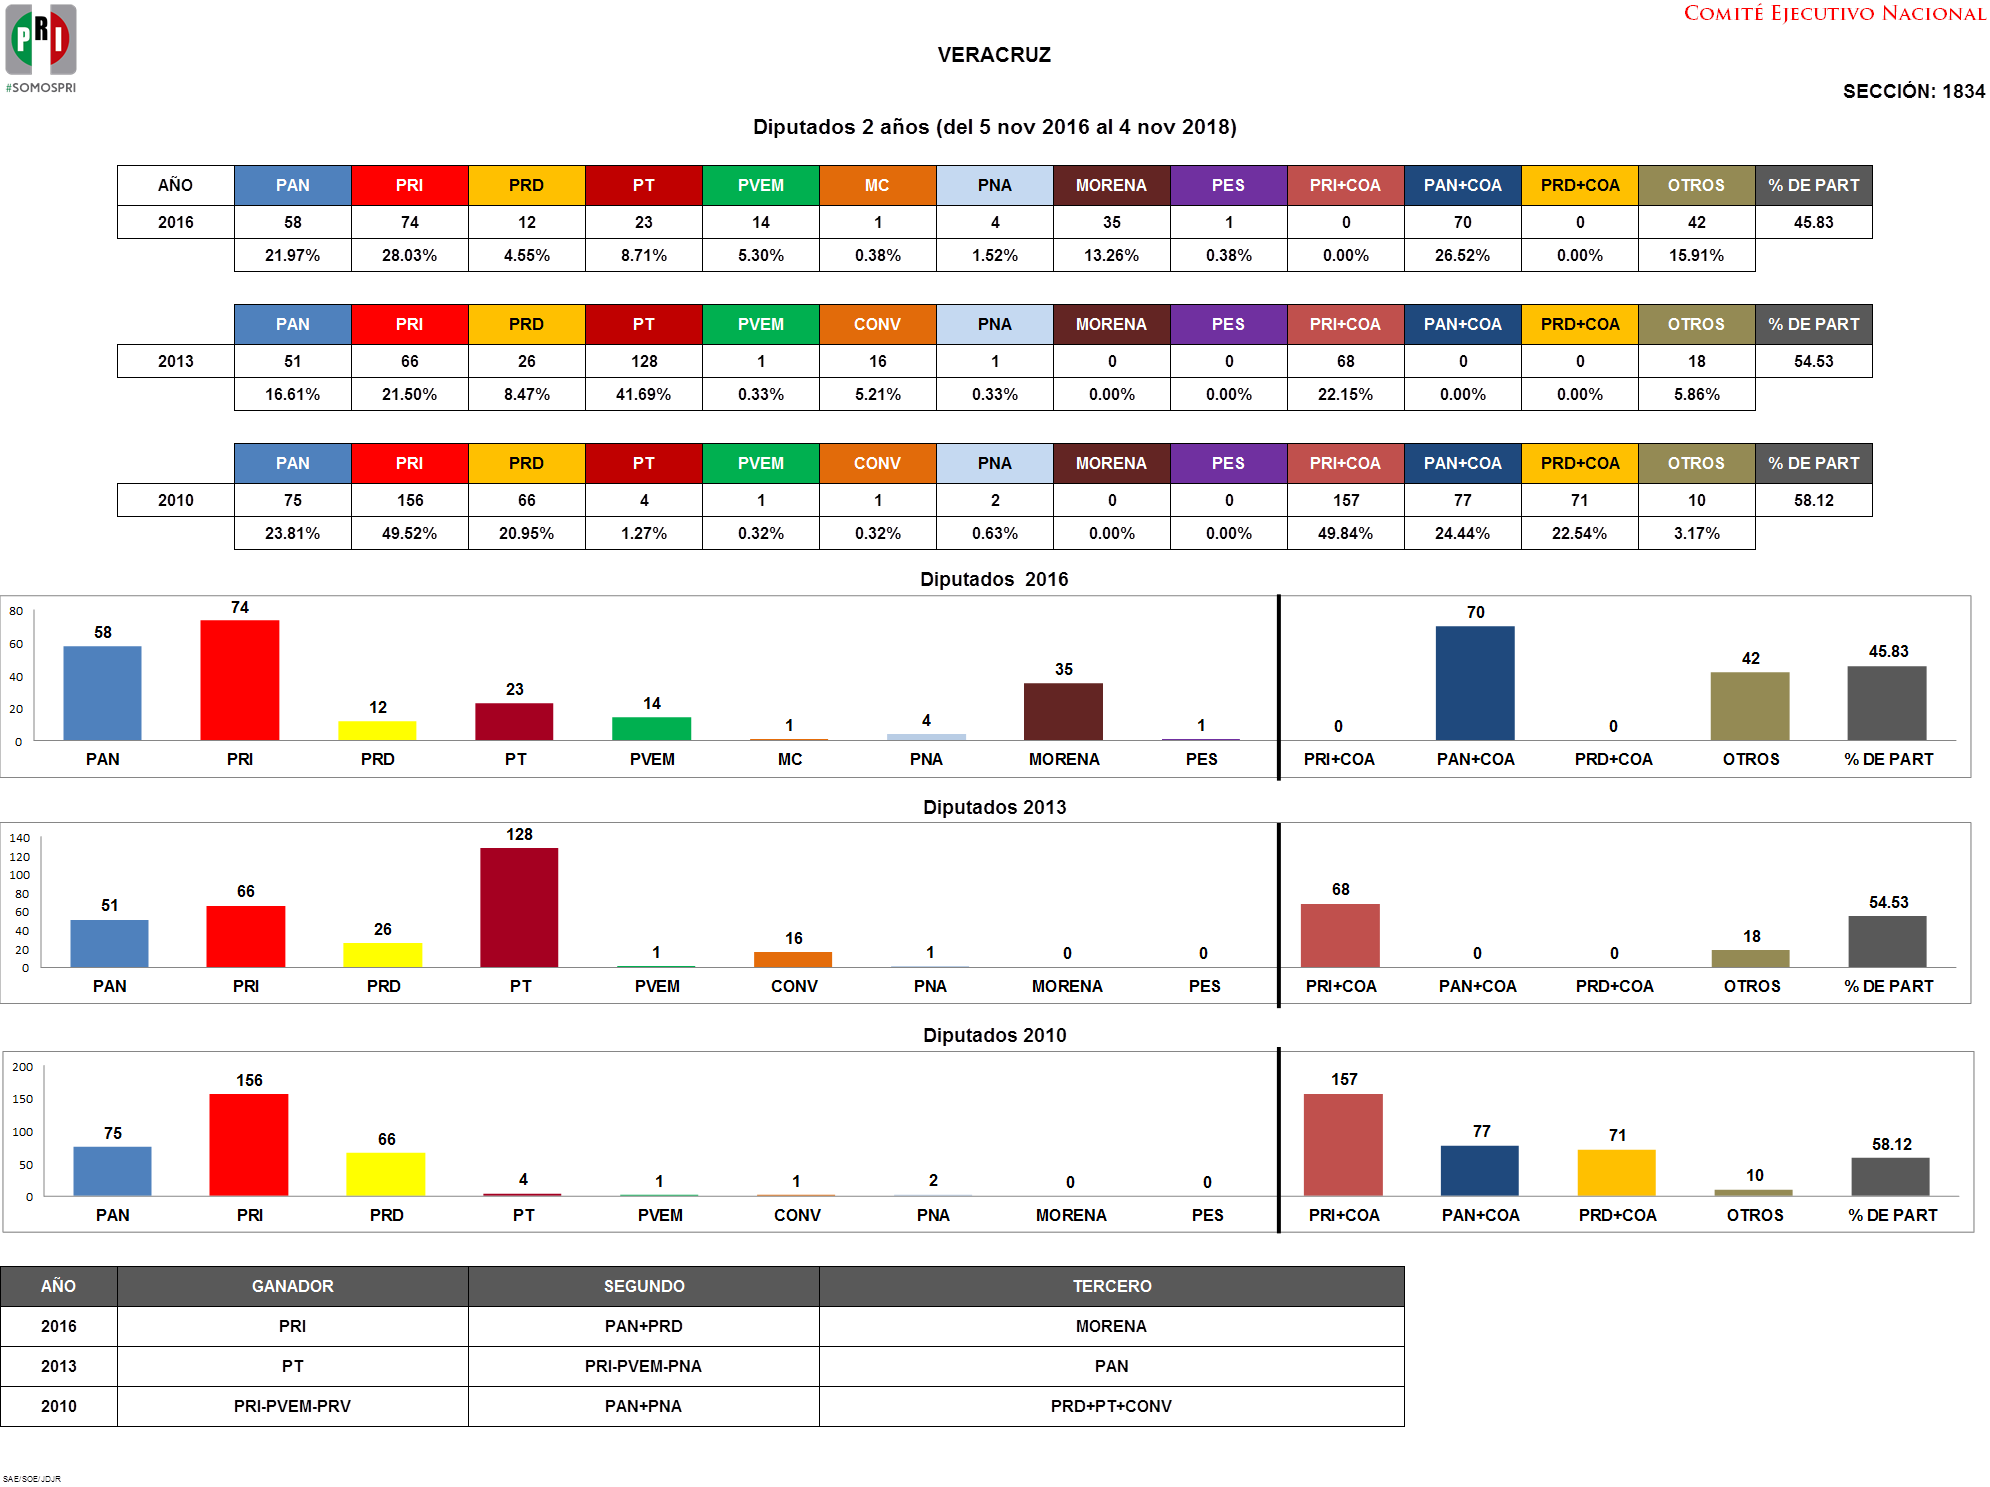 PRI
#SOMOSPRI
COMITÉ EJECUTIVO NACIONAL
VERACRUZ
SECCIÓN: 1834
Diputados 2 años (del 5 nov 2016 al 4 nov 2018)
AÑO PAN PRI PRD PT PVEM MC PNA MORENA PES PRI+COA PAN+COA PRD+COA OTROS % DE PART
2016 58 74 12 23 14 1 4 35 1 0 70 0 42 45.83
21.97% 28.03% 4.55% 8.71% 5.30% 0.38% 1.52% 13.26% 0.38% 0.00% 26.52% 0.00% 15.91%
PAN PRI PRD PT PVEM CONV PNA MORENA PES PRI+COA PAN+COA PRD+COA OTROS % DE PART
2013 51 66 26 128 1 16 1 0 0 68 0 0 18 54.53
16.61% 21.50% 8.47% 41.69% 0.33% 5.21% 0.33% 0.00% 0.00% 22.15% 0.00% 0.00% 5.86%
PAN PRI PRD PT PVEM CONV PNA MORENA PES PRI+COA PAN+COA PRD+COA OTROS % DE PART
2010 75 156 66 4 1 1 2 0 0 157 77 71 10 58.12
23.81% 49.52% 20.95% 1.27% 0.32% 0.32% 0.63% 0.00% 0.00% 49.84% 24.44% 22.54% 3.17%
Diputados 2016
80
60
40
20
0
58 74 12 23 14 1 4 35 1 0 70 0 42 45.83
PAN PRI PRD PT PVEM MC PNA MORENA PES PRI+COA PAN+COA PRD+COA OTROS % DE PART
Diputados 2013
140
120
100
80
60
40
20
0
51 66 26 128 1 16 1 0 0 68 0 0 18 54.53
PAN PRI PRD PT PVEM CONV PNA MORENA PES PRI+COA PAN+COA PRD+COA OTROS % DE PART
Diputados 2010
200
150
100
50
0
75 156 66 4 1 1 2 0 0 157 77 71 10 58.12
PAN PRI PRD PT PVEM CONV PNA MORENA PES PRI+COA PAN+COA PRD+COA OTROS % DE PART
AÑO GANADOR SEGUNDO TERCERO
2016 PRI PAN+PRD MORENA
2013 PT PRI-PVEM-PNA PAN
2010 PRI-PVEM-PRV PAN+PNA PRD+PT+CONV
SAE/SOE/JDJR